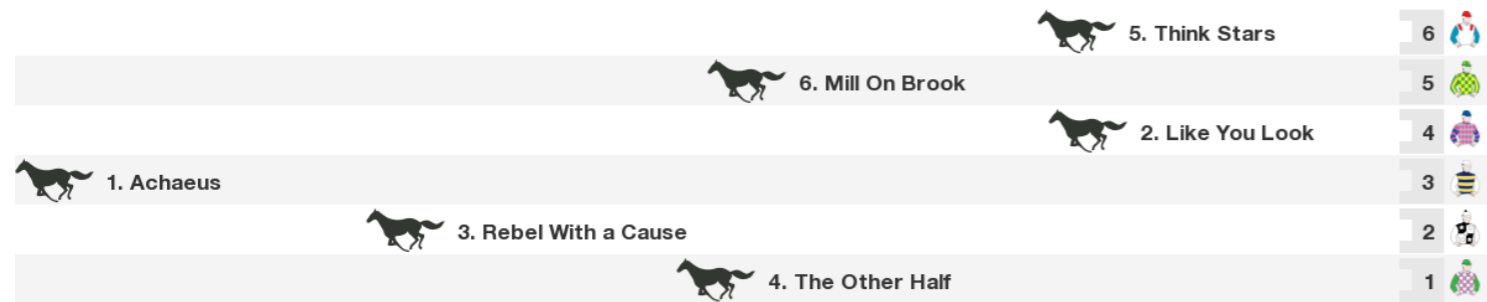 5. Think Stars 6
6. Mill On Brook 5
2. Like You Look 4
1. Achaeus 3
3. Rebel With a Cause 2
4. The Other Half 1